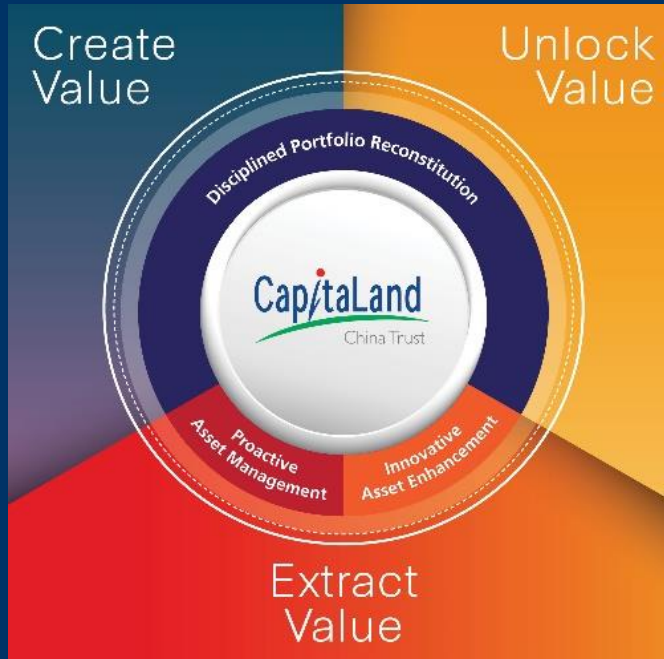 Create
Value
Unlock
Value
Disciplined Portfolio Reconstitution
CapitaLand
China Trust
Proactive
Asset Management
Innovative
Asset Enhancement
Extract
Value